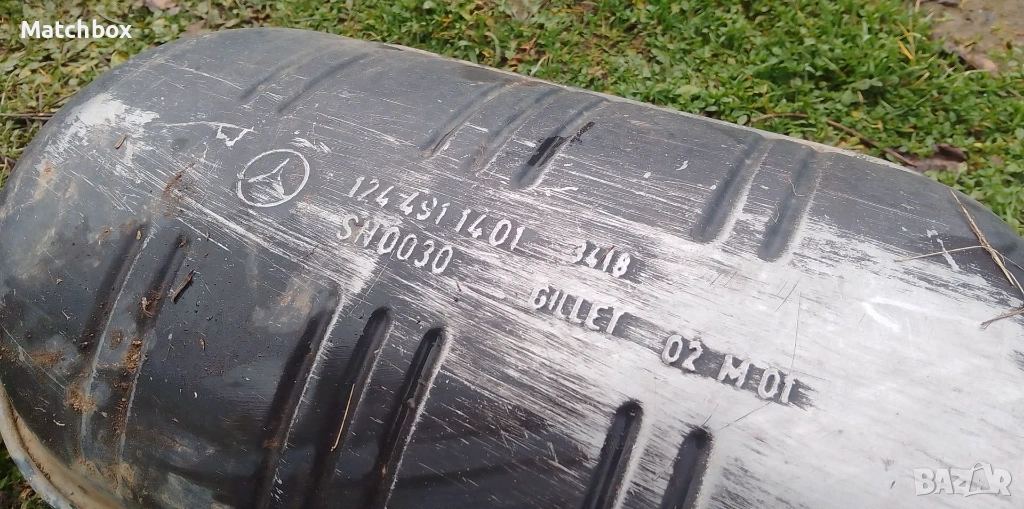 Matchbox
124 491 14 01 3418
SH0030
GILLET 02 M 01
BAZAR